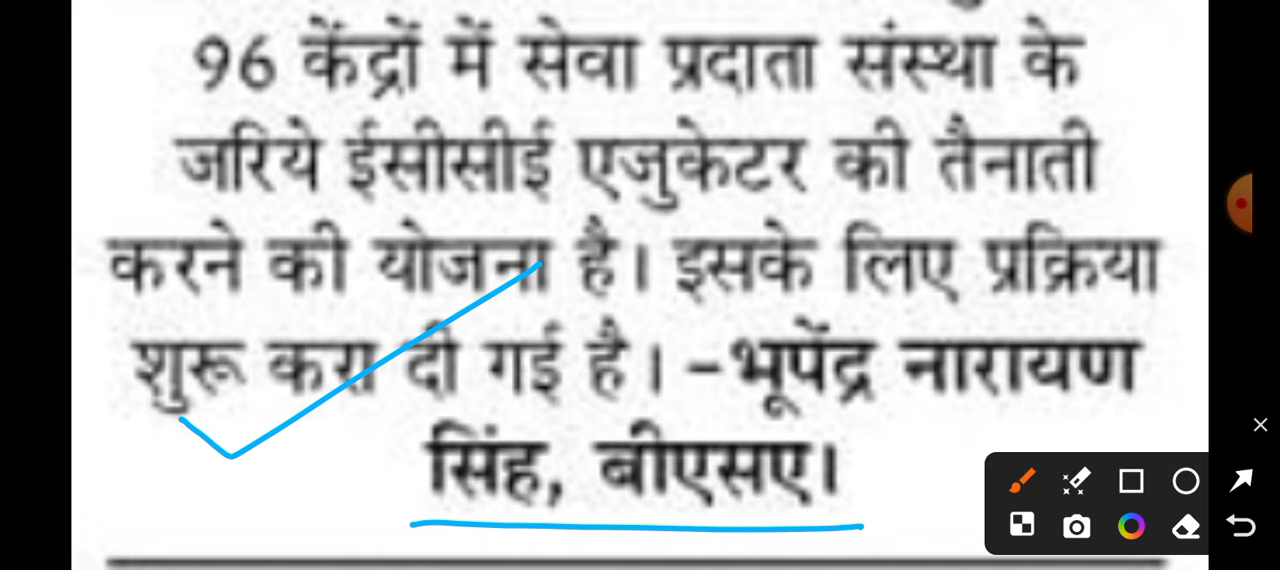 96 केंद्रों में सेवा प्रदाता संस्था के
जरिये ईसीसीई एजुकेटर की तैनाती
करने की योजना है। इसके लिए प्रक्रिया
शुरू करा दी गई है। -भूपेंद्र नारायण
सिंह, बीएसए।